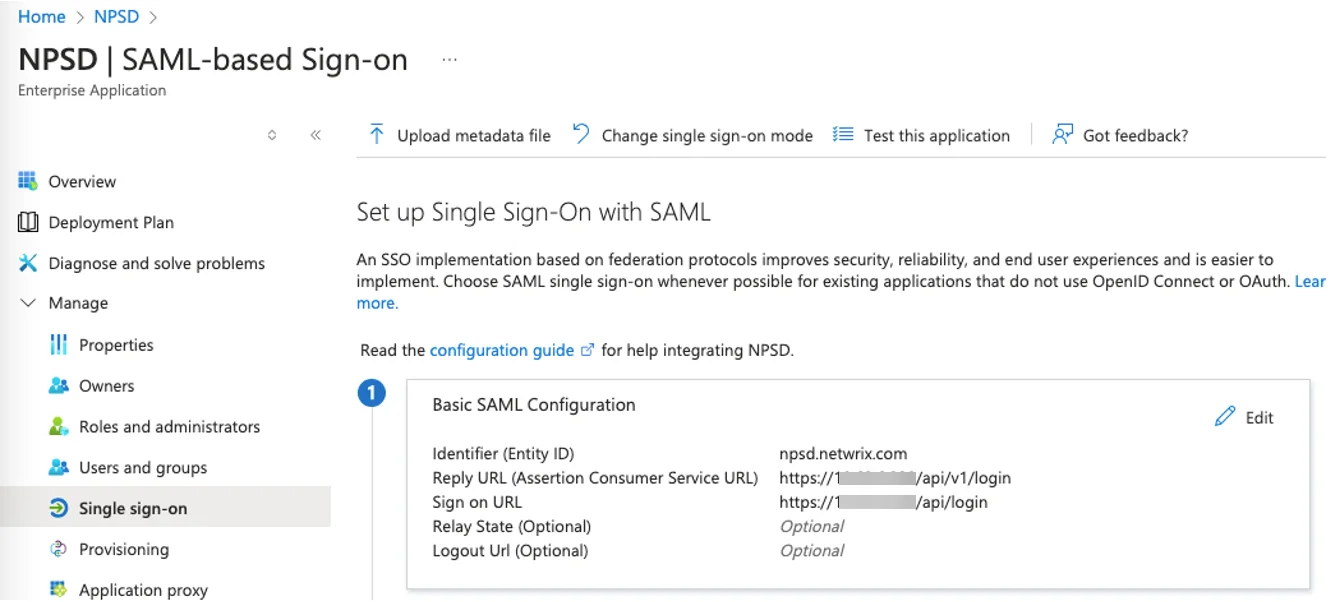 Home > NPSD >
NPSD | SAML-based Sign-on ...
Enterprise Application
Upload metadata file Change single sign-on mode Test this application | Got feedback?
Overview
Deployment Plan
Diagnose and solve problems
Manage
Properties
Owners
Roles and administrators
Users and groups
Single sign-on
Provisioning
Application proxy
Set up Single Sign-On with SAML
An SSO implementation based on federation protocols improves security, reliability, and end user experiences and is easier to
implement. Choose SAML single sign-on whenever possible for existing applications that do not use OpenID Connect or OAuth. Lear
more.
Read the configuration guide for help integrating NPSD.
1
Basic SAML Configuration
Edit
Identifier (Entity ID) npsd.netwrix.com
Reply URL (Assertion Consumer Service URL) https://1 /api/v1/login
Sign on URL https://1 /api/login
Relay State (Optional) Optional
Logout Url (Optional) Optional